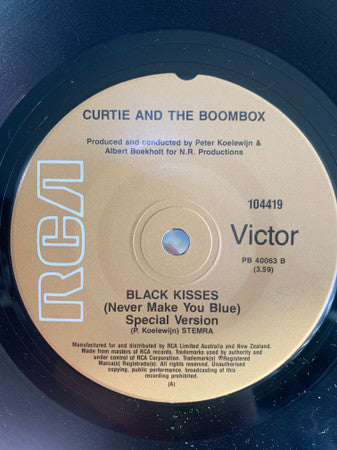 CURTIE AND THE BOOMBOX
Produced and conducted by Peter Koelewijn &
Albert Boekholt for N.R. Productions
RCA
104419
Victor
PB 40063 B
(3.59)
BLACK KISSES
(Never Make You Blue)
Special Version
(P. Koelewijn) STEMRA
Manufactured for and distributed by RCA Limited Australia and New Zealand.
Made from masters of RCA records. Trademarks used by authority and
under control of RCA Corporation. Trademarks ®Registered
Marca(s) Registrada(s). All rights reserved. Unauthorised
copying, public performance, broadcasting of this
recording prohibited.
(A)